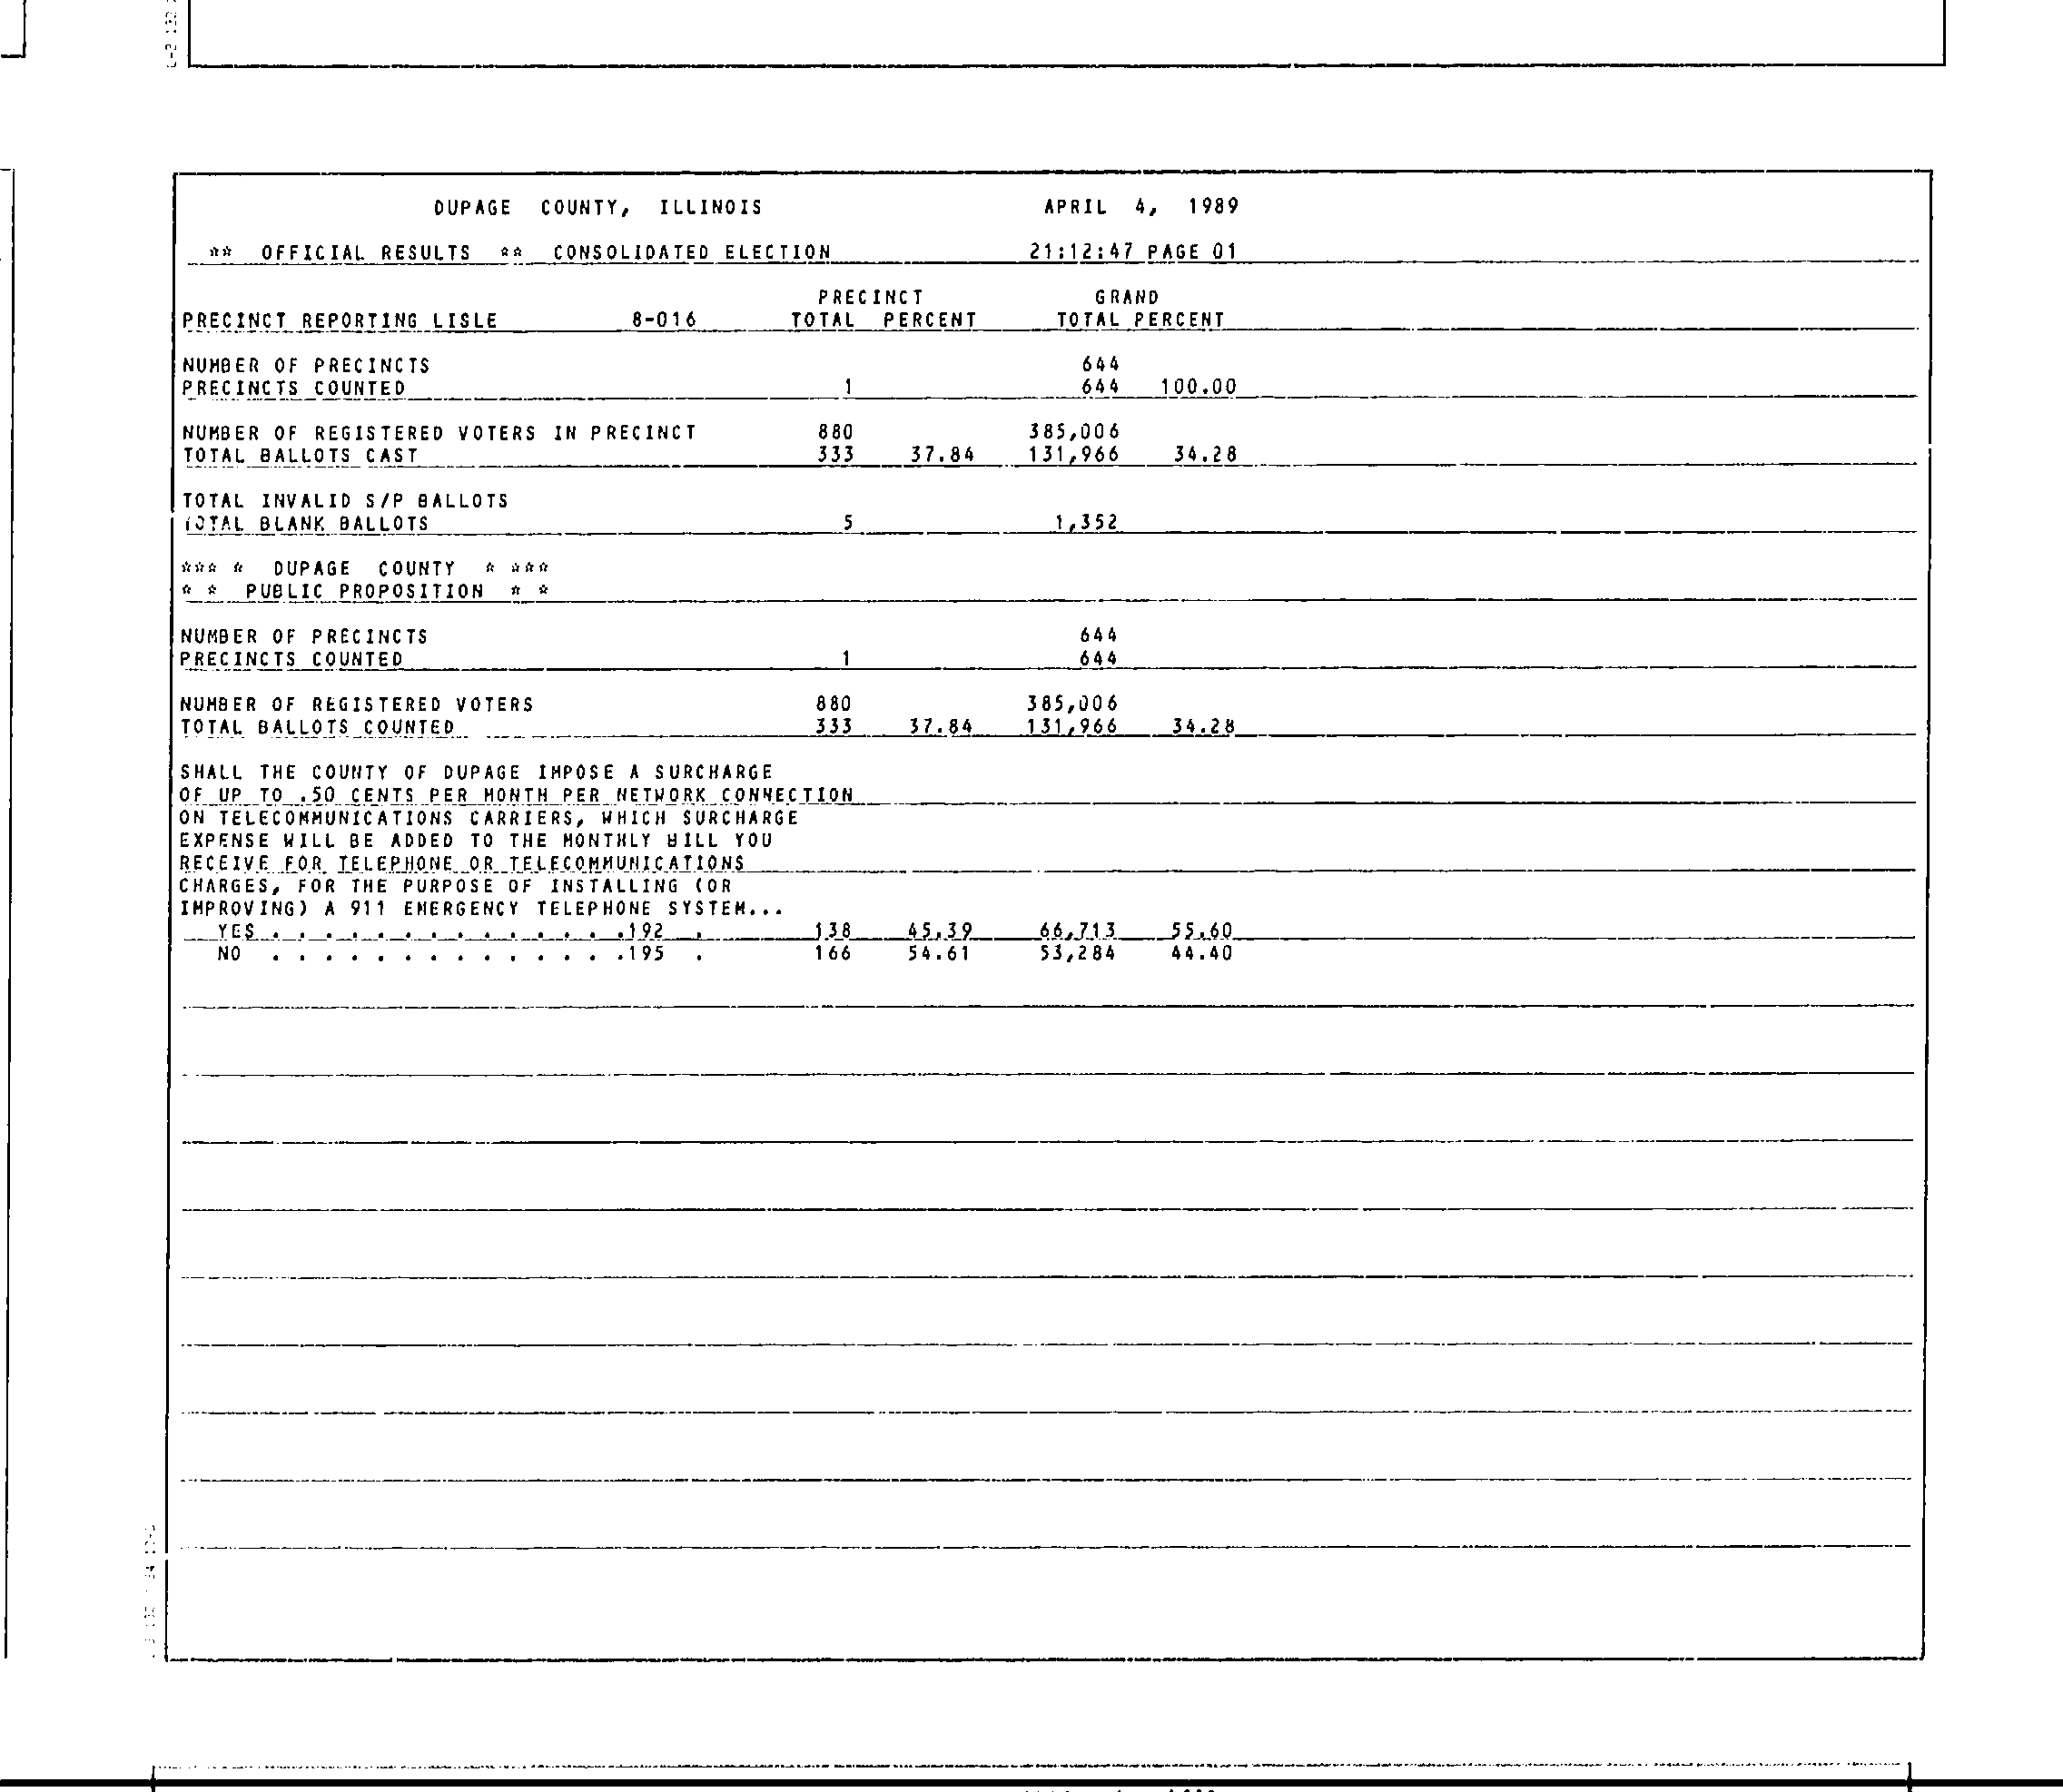 DUPAGE COUNTY, ILLINOIS APRIL 4, 1989
** OFFICIAL RESULTS ** CONSOLIDATED ELECTION 21:12:47 PAGE 01
PRECINCT GRAND
PRECINCT REPORTING LISLE 8-016 TOTAL PERCENT TOTAL PERCENT
NUMBER OF PRECINCTS 644
PRECINCTS COUNTED 1 644 100.00
NUMBER OF REGISTERED VOTERS IN PRECINCT 880 385,006
TOTAL BALLOTS CAST 333 37.84 131,966 34.28
TOTAL INVALID S/P BALLOTS
TOTAL BLANK BALLOTS 5 1,352
*** * DUPAGE COUNTY * ***
* * PUBLIC PROPOSITION * *
NUMBER OF PRECINCTS 644
PRECINCTS COUNTED 1 644
NUMBER OF REGISTERED VOTERS 880 385,006
TOTAL BALLOTS COUNTED 333 37.84 131,966 34.28
SHALL THE COUNTY OF DUPAGE IMPOSE A SURCHARGE
OF UP TO .50 CENTS PER MONTH PER NETWORK CONNECTION
ON TELECOMMUNICATIONS CARRIERS, WHICH SURCHARGE
EXPENSE WILL BE ADDED TO THE MONTHLY BILL YOU
RECEIVE FOR TELEPHONE OR TELECOMMUNICATIONS
CHARGES, FOR THE PURPOSE OF INSTALLING (OR
IMPROVING) A 911 EMERGENCY TELEPHONE SYSTEM...
YES . . . . . . . . . . . . . .192 . 138 45.39 66,713 55.60
NO . . . . . . . . . . . . . .195 . 166 54.61 53,284 44.40